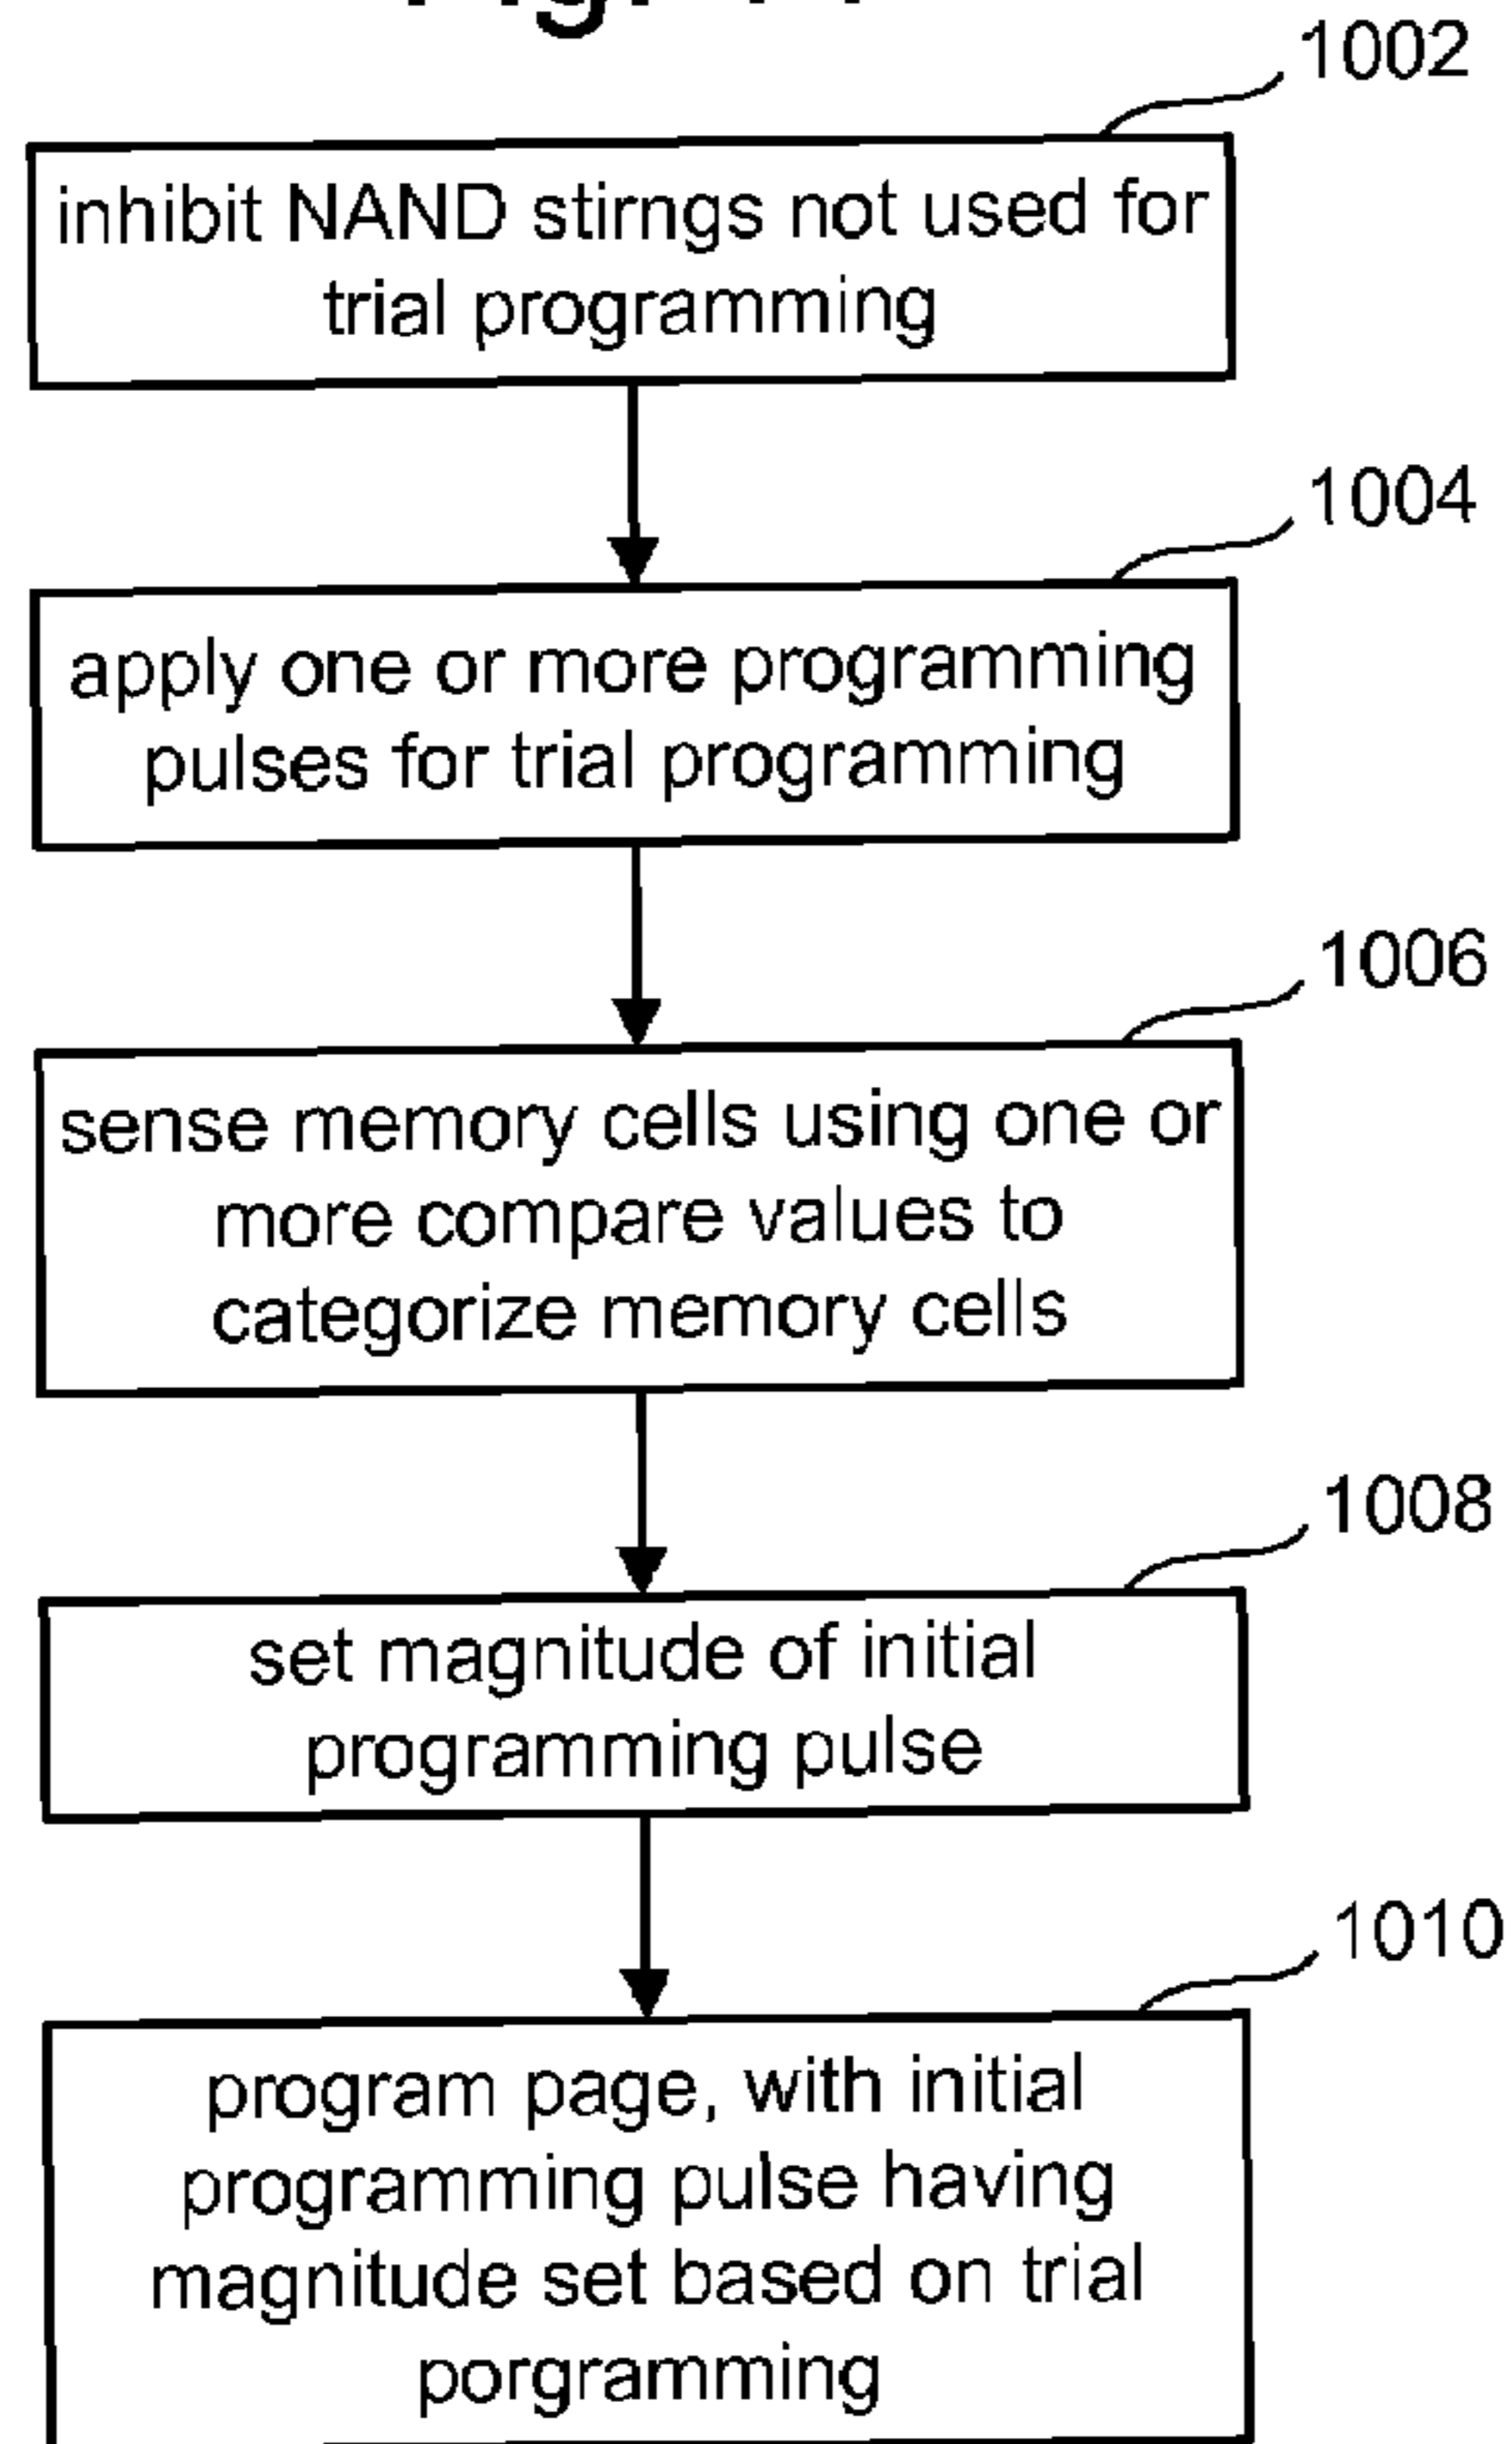 1002
inhibit NAND stirngs not used for
trial programming
1004
apply one or more programming
pulses for trial programming
1006
sense memory cells using one or
more compare values to
categorize memory cells
1008
set magnitude of initial
programming pulse
1010
program page, with initial
programming pulse having
magnitude set based on trial
porgramming